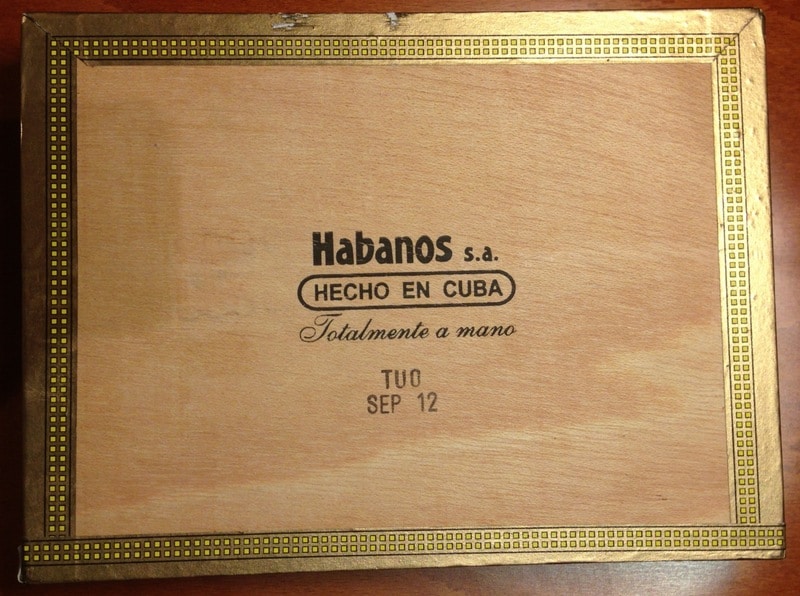 Habanos s.a.
HECHO EN CUBA
Totalmente a mano
TUO
SEP 12